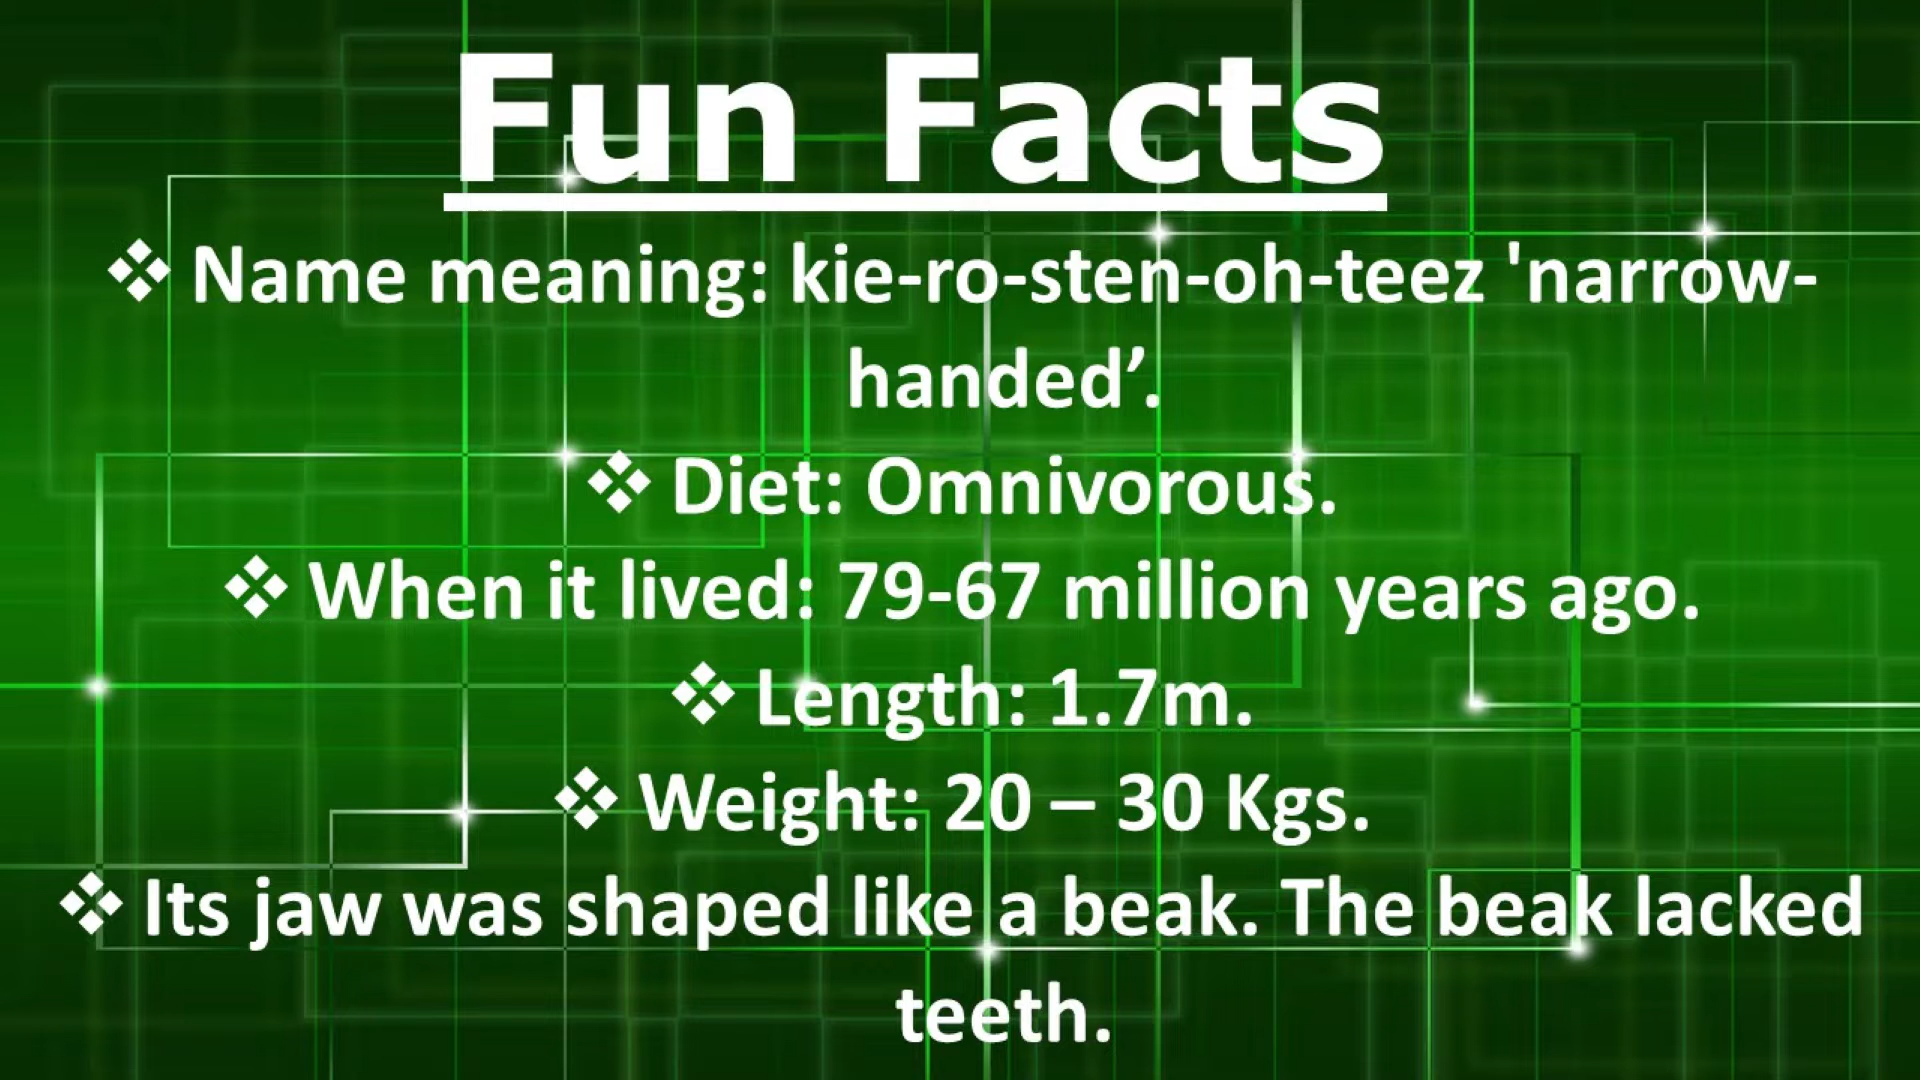 Fun Facts
❖ Name meaning: kie-ro-sten-oh-teez 'narrow-
handed’.
❖ Diet: Omnivorous.
❖ When it lived: 79-67 million years ago.
❖ Length: 1.7m.
❖ Weight: 20 – 30 Kgs.
❖ Its jaw was shaped like a beak. The beak lacked
teeth.